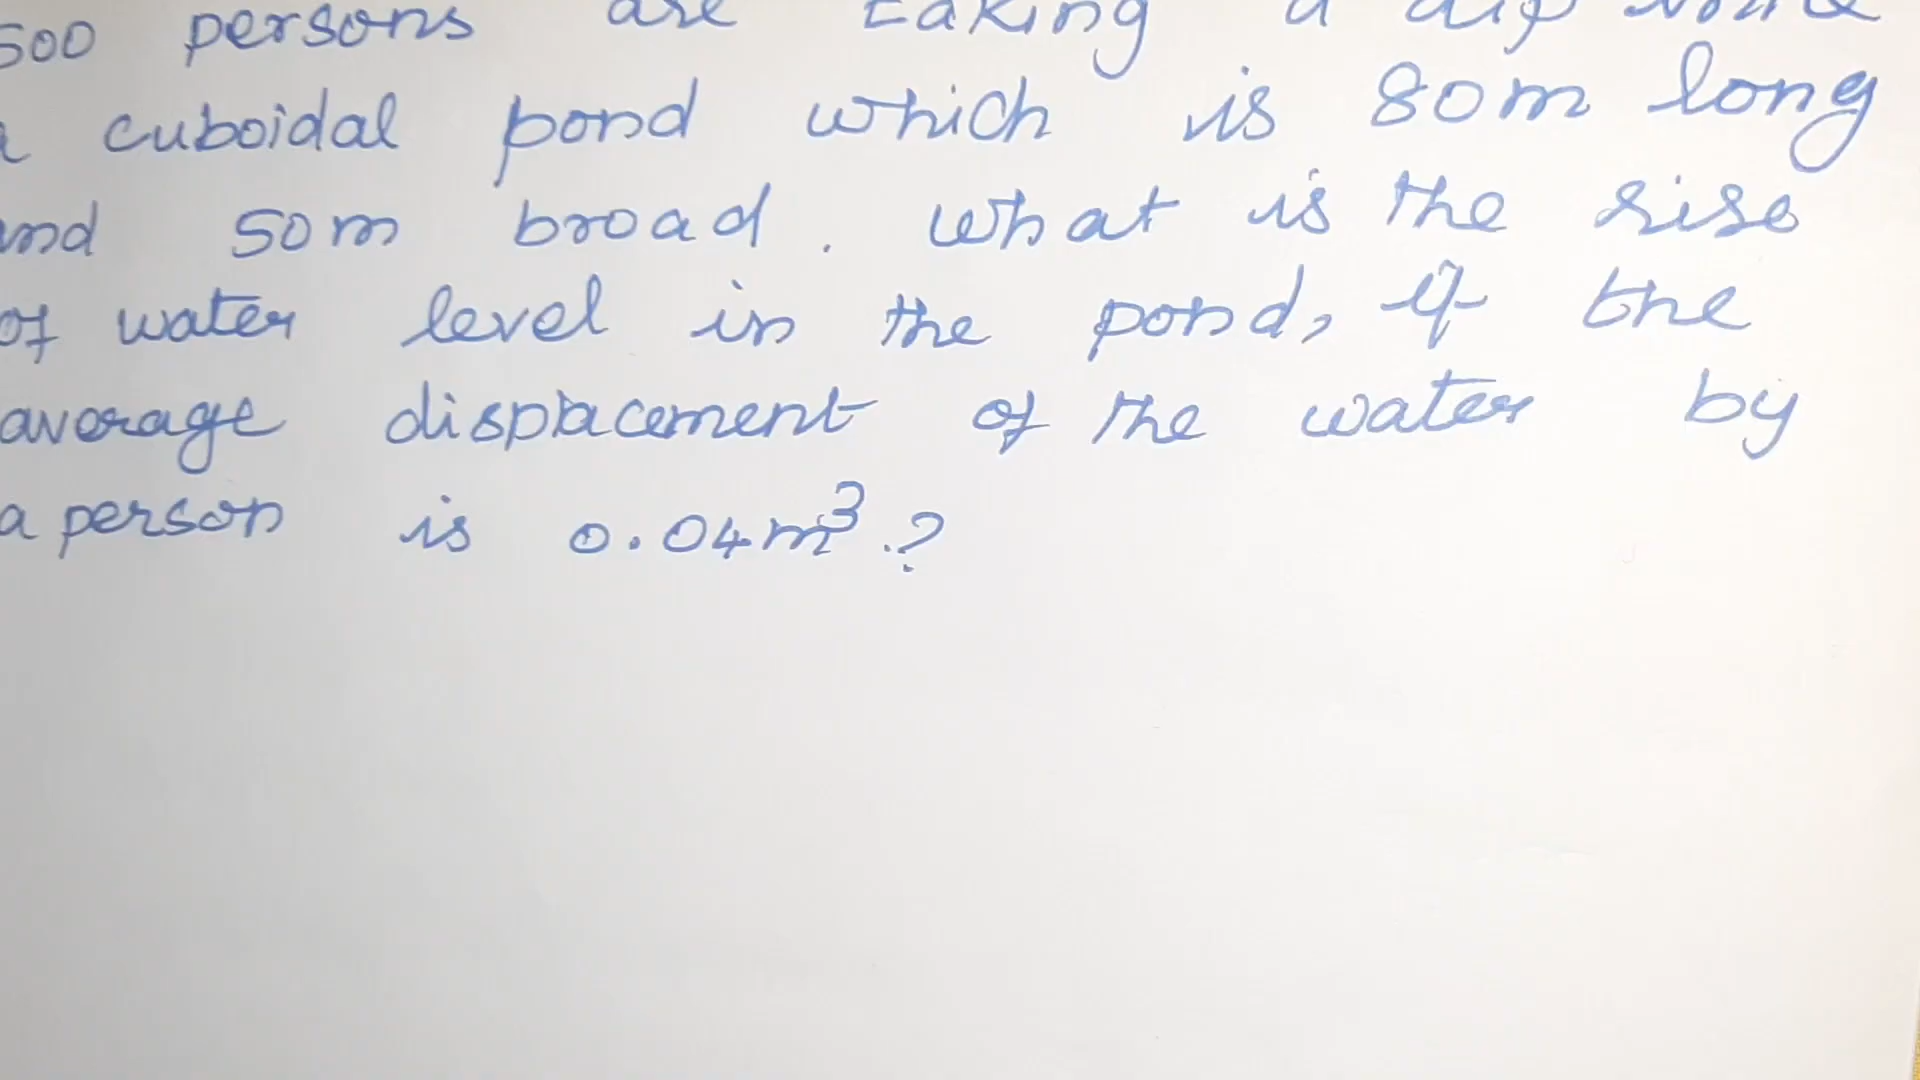 500 persons are taking a dip
cuboidal pond which is 80m long
and 50m broad. What is the rise
of water level in the pond, if the
average displacement of the water by
a person is 0.04m³.?